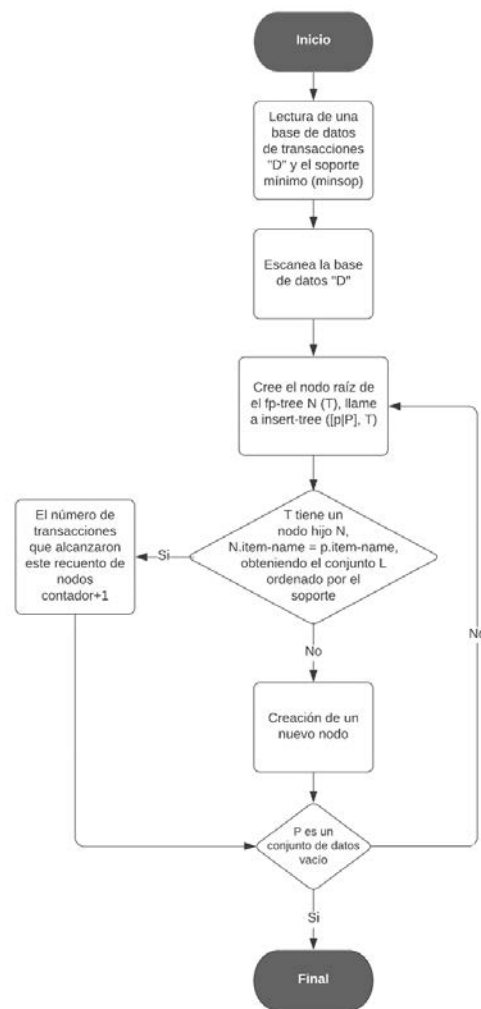 Inicio
Lectura de una
base de datos
de transacciones
"D" y el soporte
mínimo (minsop)
Escanea la base
de datos "D"
Cree el nodo raíz de
el fp-tree N (T), llame
a insert-tree ([p|P], T)
T tiene un
nodo hijo N,
N.item-name = p.item-name,
obteniendo el conjunto L
ordenado por el
soporte
Si
El número de
transacciones
que alcanzaron
este recuento de
nodos
contador+1
No
No
Creación de un
nuevo nodo
P es un
conjunto de datos
vacío
Si
Final